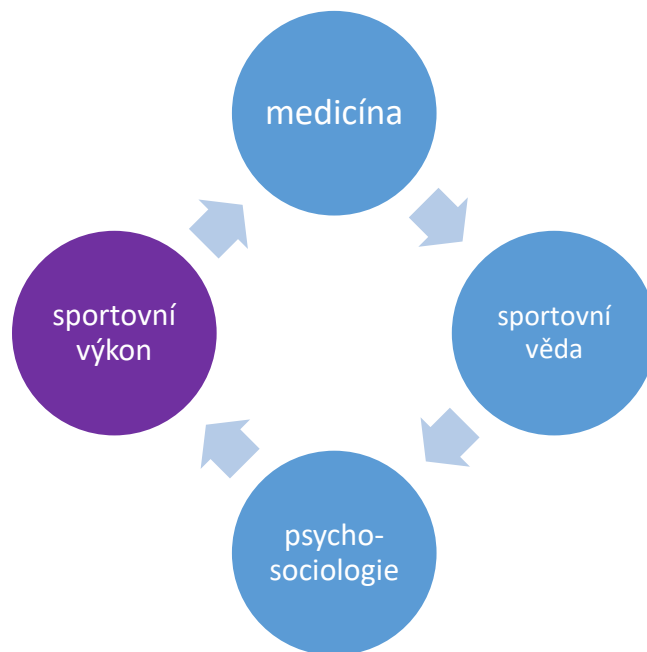 medicína
sportovní
věda
psycho-
sociologie
sportovní
výkon